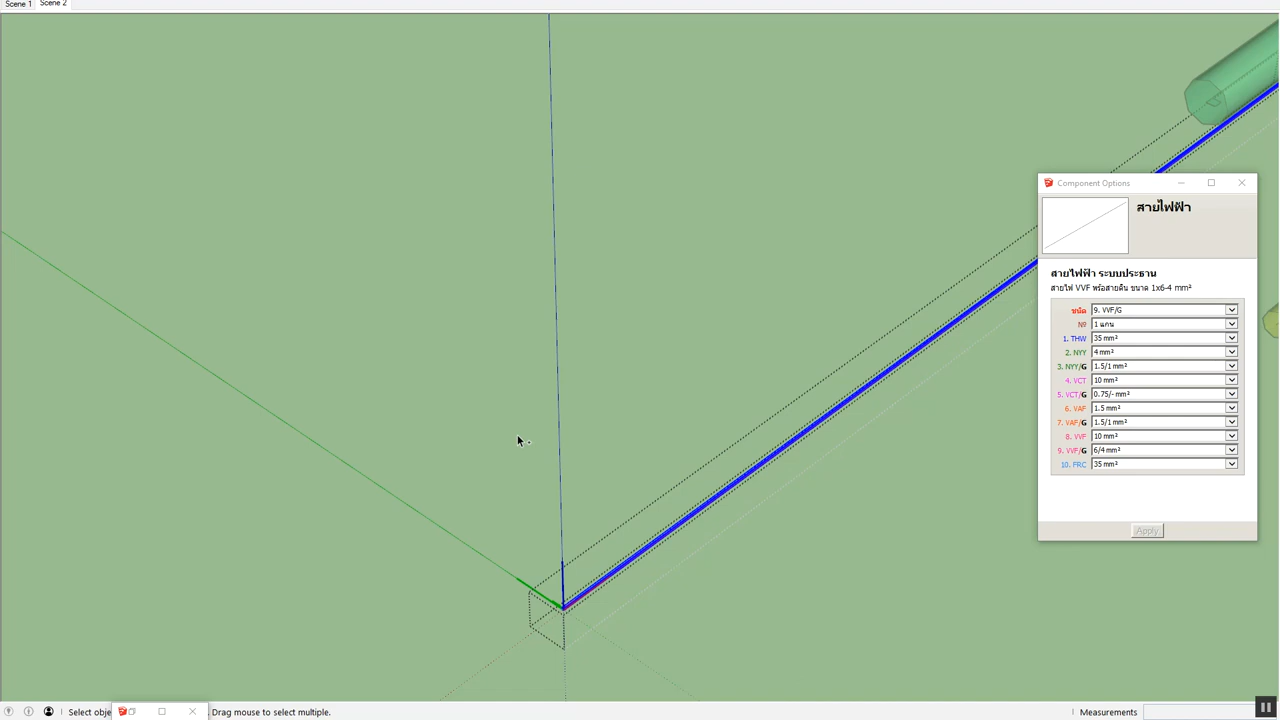 Scene 1 Scene 2
Component Options
สายไฟฟ้า
สายไฟฟ้า ระบบประธาน
สายไฟ VVF พร้อสายดิน ขนาด 1x6-4 mm²
ชนิด 9. VVF/G
Nº 1 แกน
1. THW 35 mm²
2. NYY 4 mm²
3. NYY/G 1.5/1 mm²
4. VCT 10 mm²
5. VCT/G 0.75/- mm²
6. VAF 1.5 mm²
7. VAF/G 1.5/1 mm²
8. VVF 10 mm²
9. VVF/G 6/4 mm²
10. FRC 35 mm²
Apply
Select obje Drag mouse to select multiple. Measurements